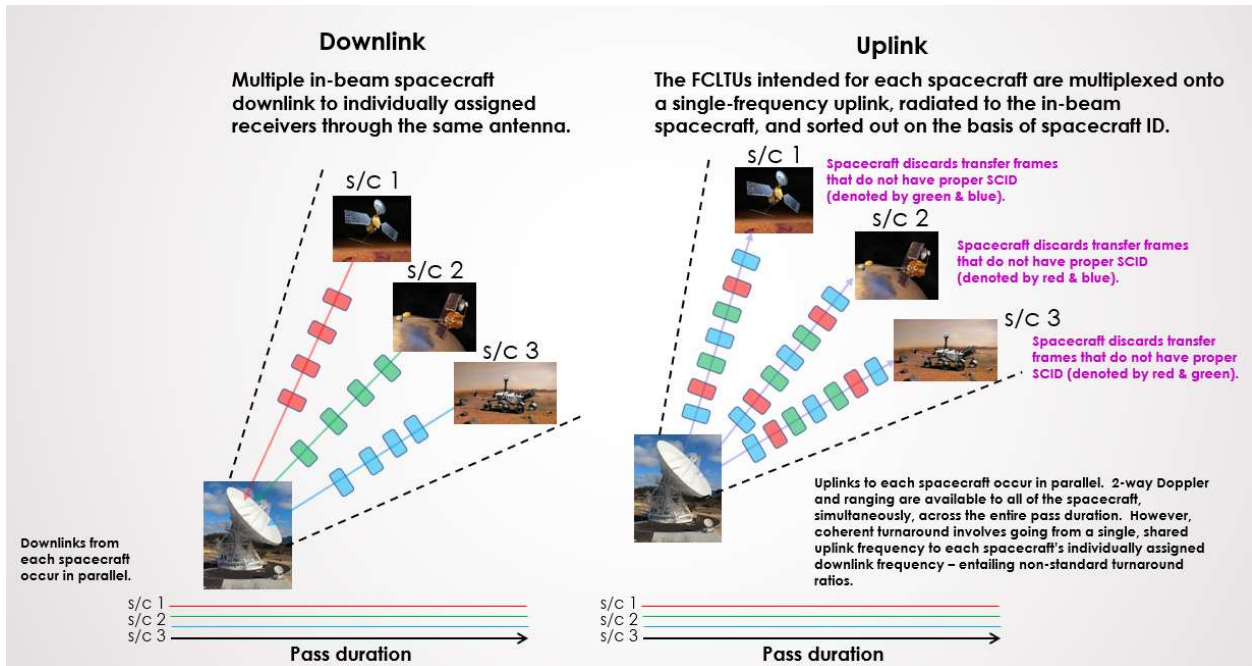 Downlink
Multiple in-beam spacecraft
downlink to individually assigned
receivers through the same antenna.
s/c 1
s/c 2
s/c 3
Downlinks from
each spacecraft
occur in parallel.
s/c 1
s/c 2
s/c 3
Pass duration
Uplink
The FCLTUs intended for each spacecraft are multiplexed onto
a single-frequency uplink, radiated to the in-beam
spacecraft, and sorted out on the basis of spacecraft ID.
s/c 1
Spacecraft discards transfer frames
that do not have proper SCID
(denoted by green & blue).
s/c 2
Spacecraft discards transfer frames
that do not have proper SCID
(denoted by red & blue).
s/c 3
Spacecraft discards transfer
frames that do not have proper
SCID (denoted by red & green).
Uplinks to each spacecraft occur in parallel. 2-way Doppler
and ranging are available to all of the spacecraft,
simultaneously, across the entire pass duration. However,
coherent turnaround involves going from a single, shared
uplink frequency to each spacecraft's individually assigned
downlink frequency – entailing non-standard turnaround
ratios.
s/c 1
s/c 2
s/c 3
Pass duration